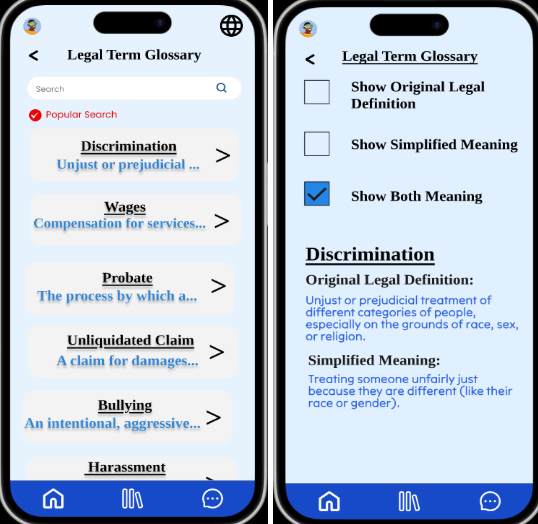 Legal Term Glossary
Search
Popular Search
Discrimination
Unjust or prejudicial ...
Wages
Compensation for services...
Probate
The process by which a...
Unliquidated Claim
A claim for damages...
Bullying
An intentional, aggressive...
Harassment
Legal Term Glossary
Show Original Legal
Definition
Show Simplified Meaning
Show Both Meaning
Discrimination
Original Legal Definition:
Unjust or prejudicial treatment of
different categories of people,
especially on the grounds of race, sex,
or religion.
Simplified Meaning:
Treating someone unfairly just
because they are different (like their
race or gender).